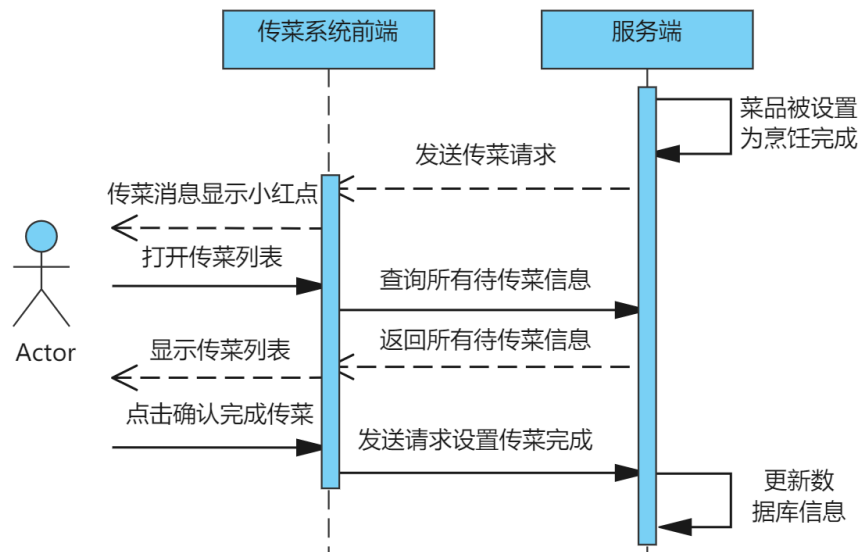 传菜系统前端
服务端
菜品被设置
为烹饪完成
发送传菜请求
传菜消息显示小红点
打开传菜列表
查询所有待传菜信息
返回所有待传菜信息
显示传菜列表
Actor
点击确认完成传菜
发送请求设置传菜完成
更新数
据库信息